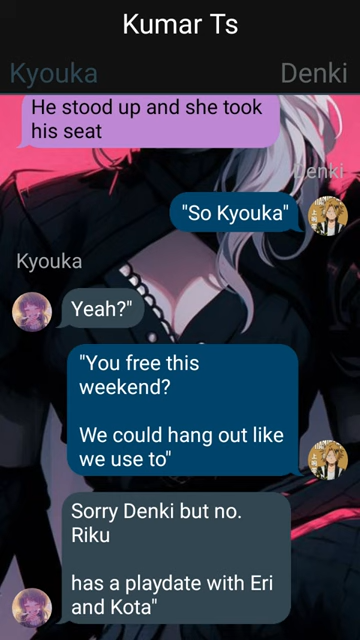 Kumar Ts
Kyouka
Denki
He stood up and she took
his seat
Denki
"So Kyouka"
Kyouka
Yeah?"
"You free this
weekend?
We could hang out like
we use to"
Sorry Denki but no.
Riku
has a playdate with Eri
and Kota"